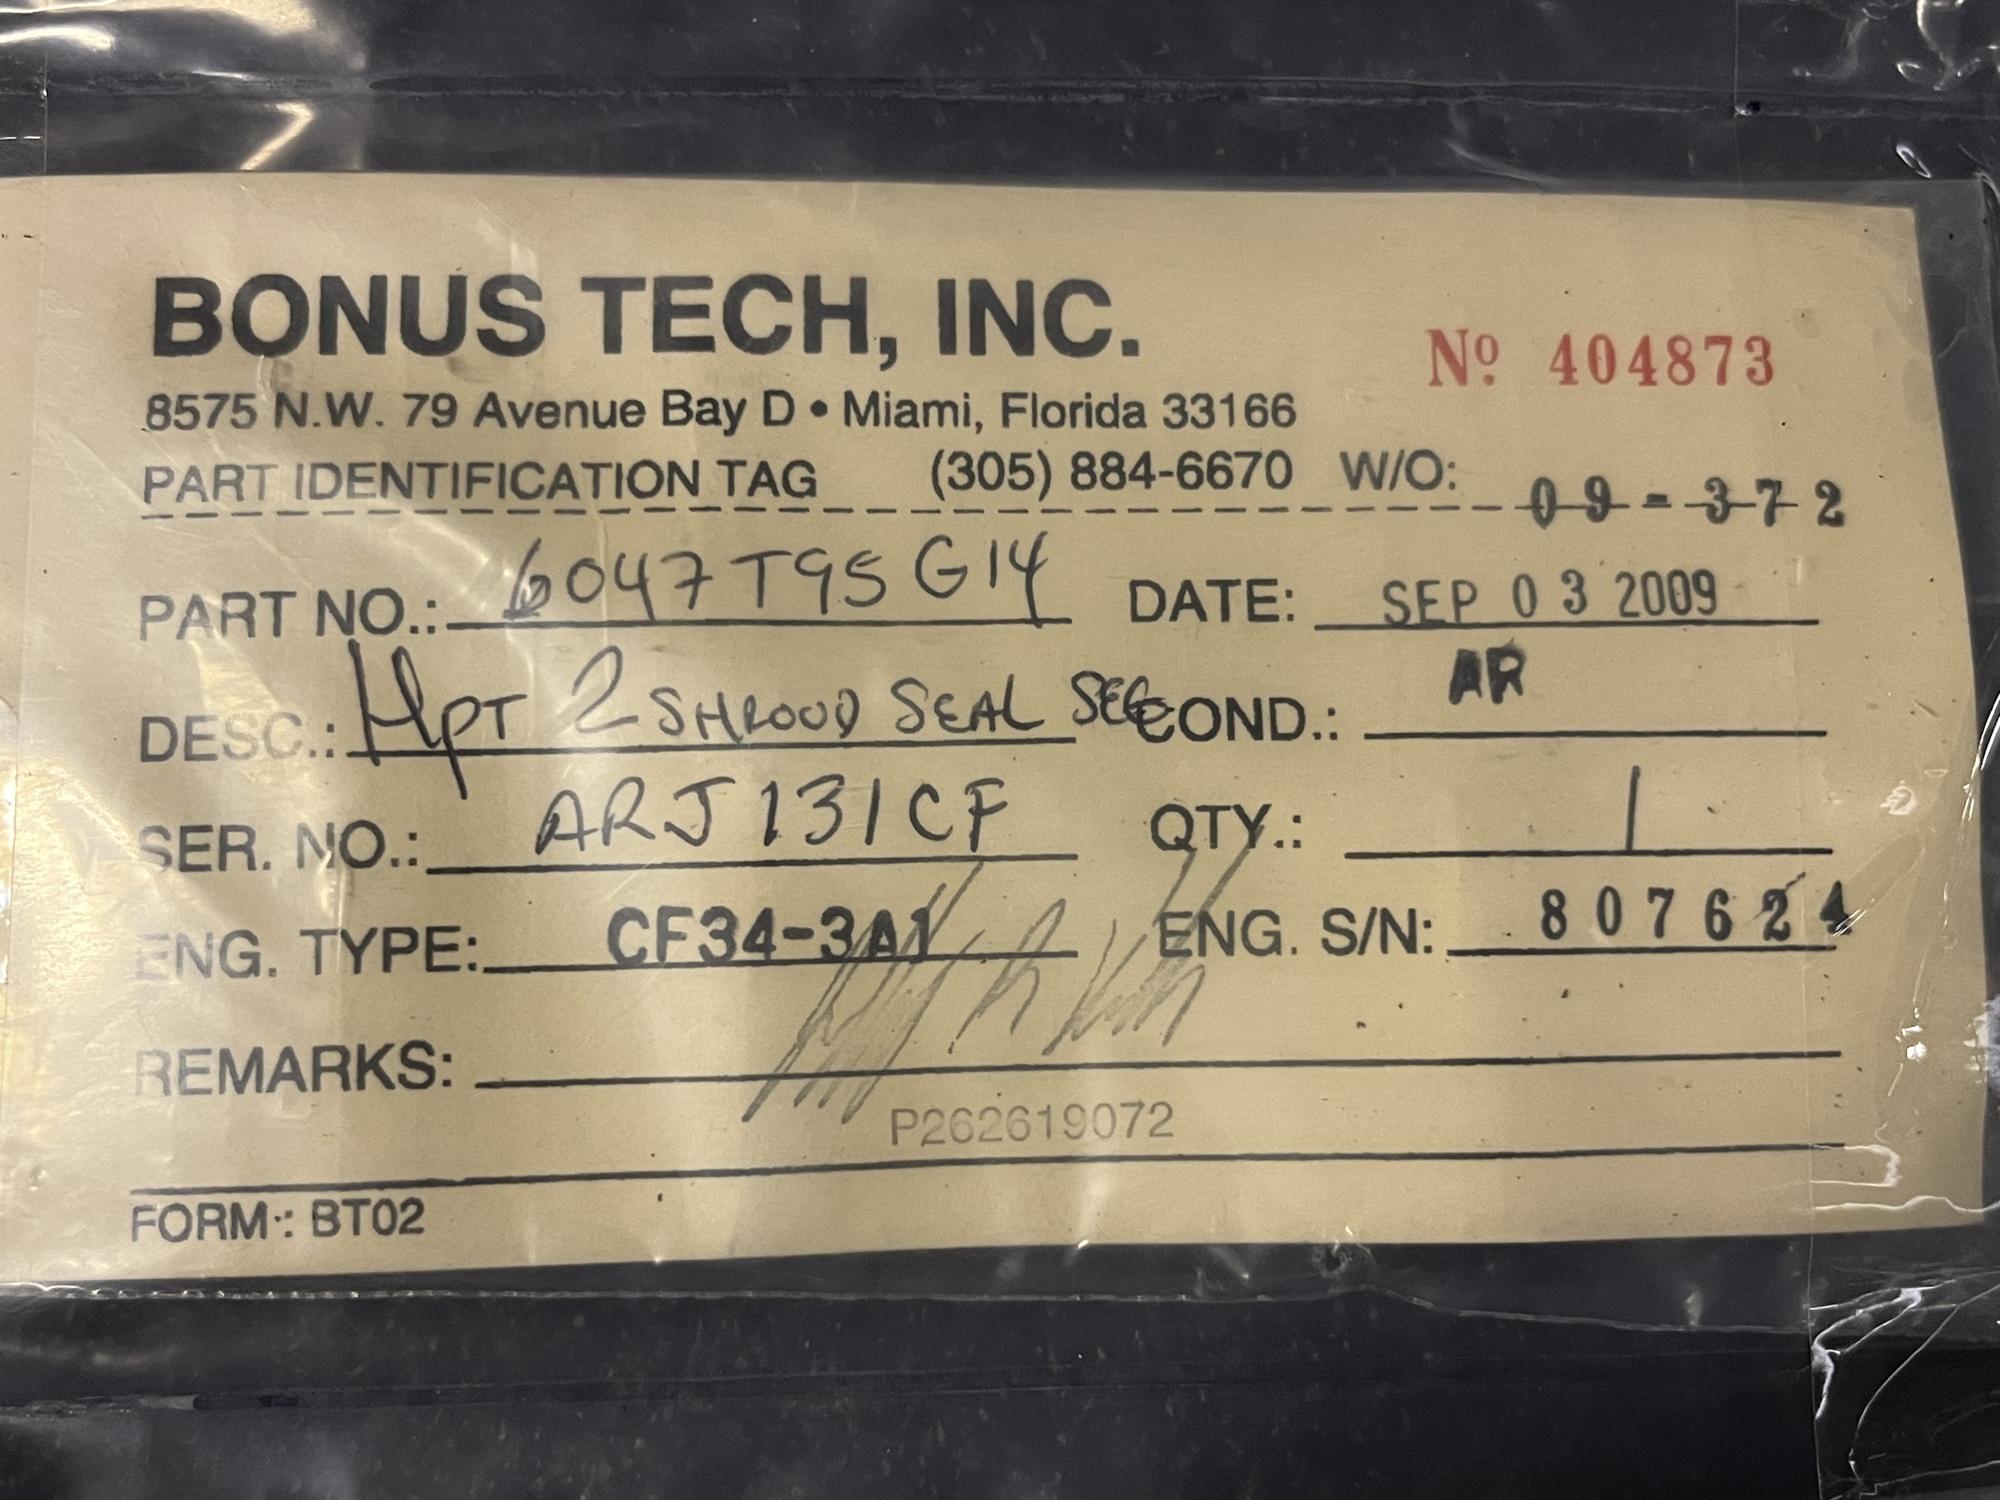 BONUS TECH, INC.
Nº 404873
8575 N.W. 79 Avenue Bay D • Miami, Florida 33166
PART IDENTIFICATION TAG (305) 884-6670 W/O: 09-372
PART NO.: 6047T95G14 DATE: SEP 03 2009
DESC.: HPT 2 SHROUD SEAL SEG COND.: AR
SER. NO.: ARJ131CF QTY.: 1
ENG. TYPE: CF34-3A1 ENG. S/N: 807624
REMARKS:
P262619072
FORM: BT02